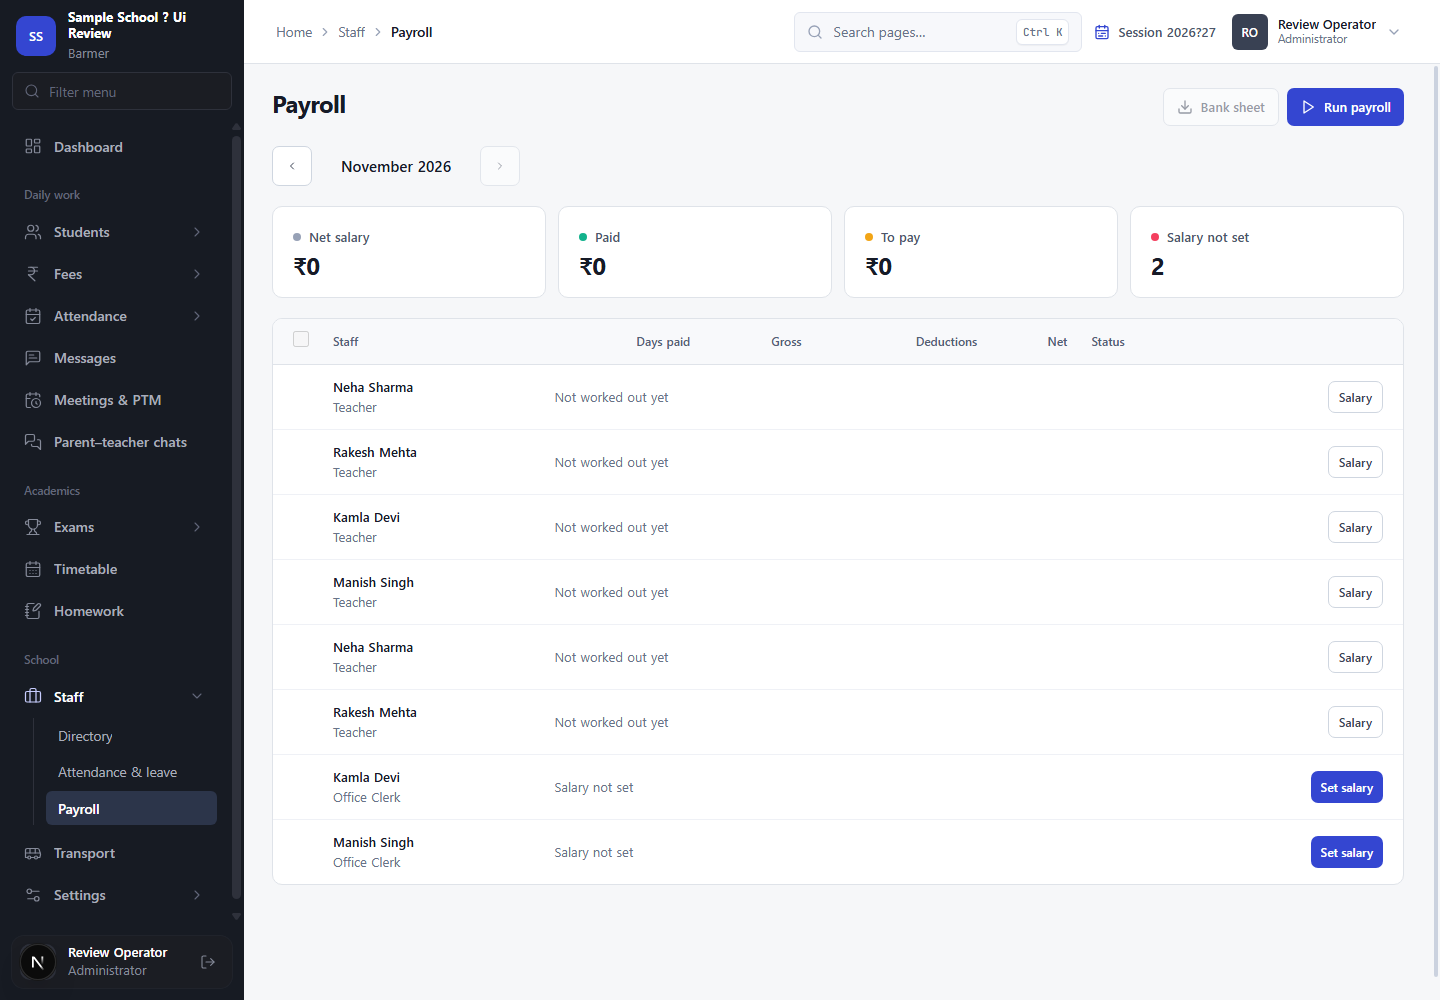 SS
Sample School ? Ui Review
Barmer
Filter menu
Dashboard
Daily work
Students
Fees
Attendance
Messages
Meetings & PTM
Parent–teacher chats
Academics
Exams
Timetable
Homework
School
Staff
Directory
Attendance & leave
Payroll
Transport
Settings
N
Review Operator
Administrator
Home > Staff > Payroll
Search pages... Ctrl K
Session 2026?27
RO
Review Operator
Administrator
Payroll
Bank sheet
Run payroll
November 2026
Net salary
₹0
Paid
₹0
To pay
₹0
Salary not set
2
Staff Days paid Gross Deductions Net Status
Neha Sharma
Teacher
Not worked out yet
Salary
Rakesh Mehta
Teacher
Not worked out yet
Salary
Kamla Devi
Teacher
Not worked out yet
Salary
Manish Singh
Teacher
Not worked out yet
Salary
Neha Sharma
Teacher
Not worked out yet
Salary
Rakesh Mehta
Teacher
Not worked out yet
Salary
Kamla Devi
Office Clerk
Salary not set
Set salary
Manish Singh
Office Clerk
Salary not set
Set salary